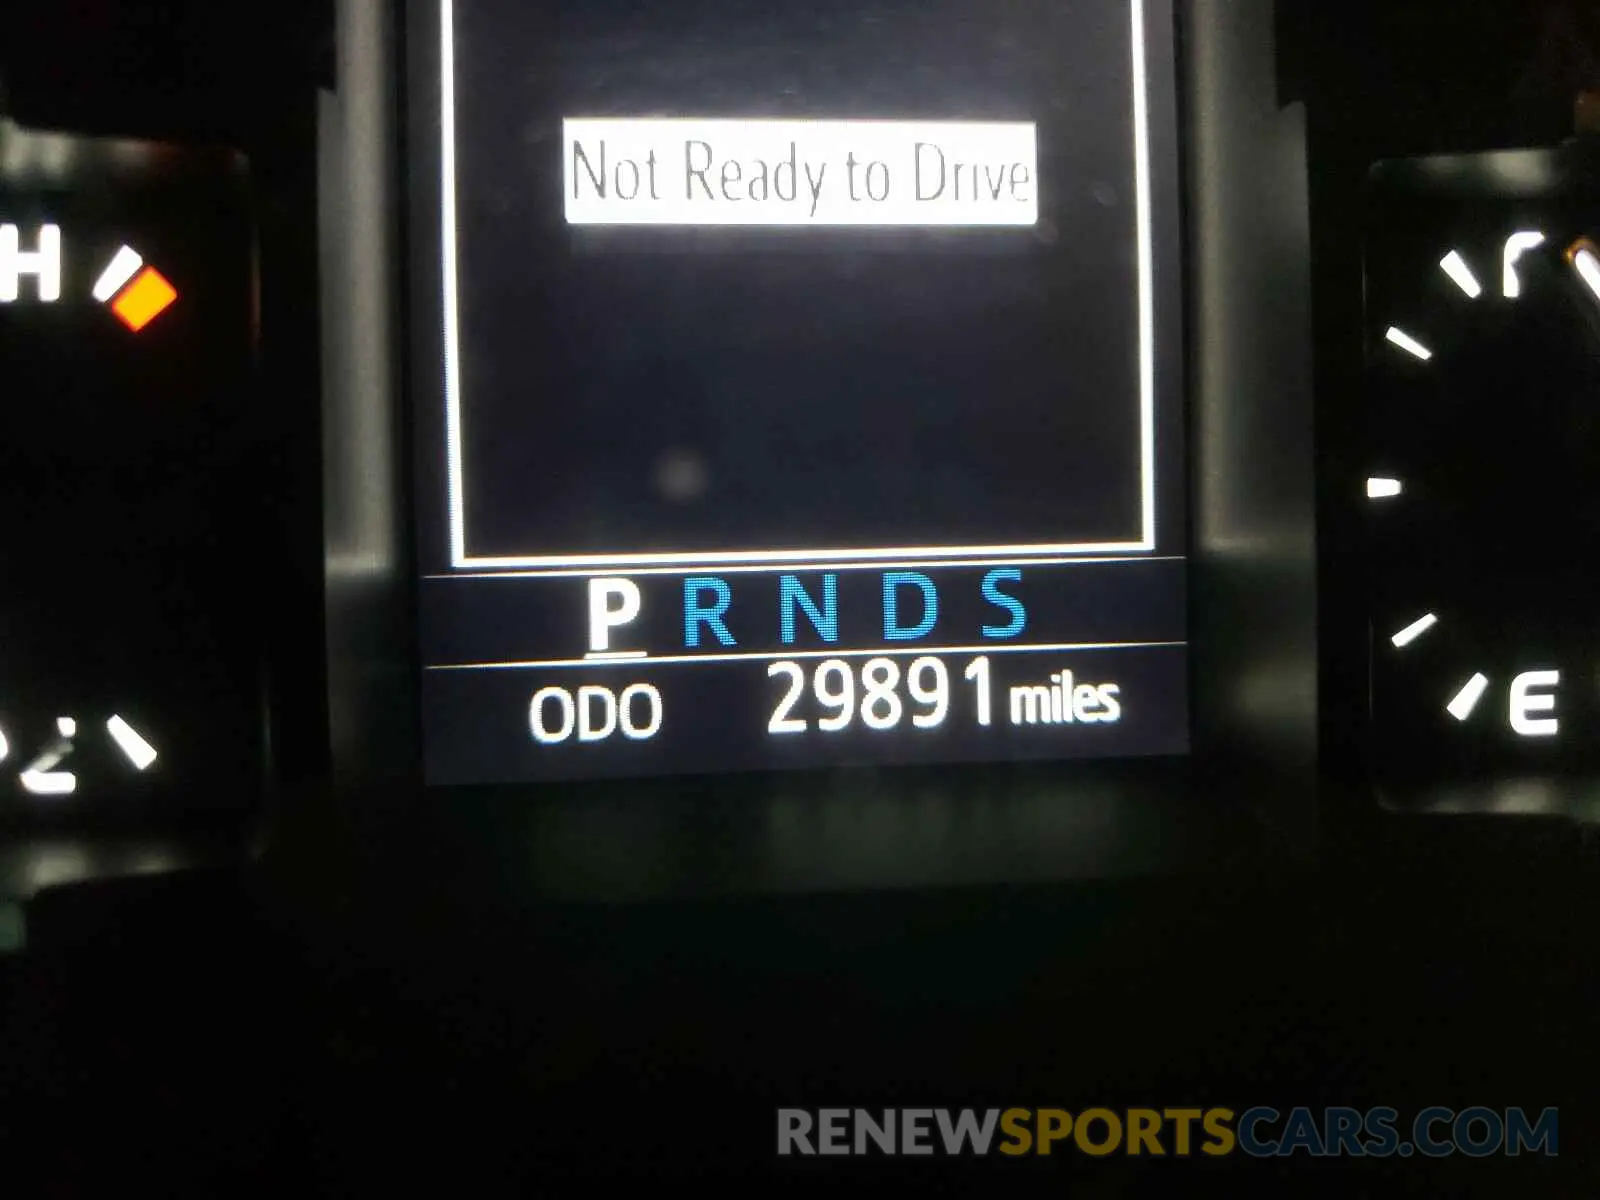 Not Ready to Drive
H
F
P R N D S
ODO 29891 miles
E
RENEWSPORTSCARS.COM